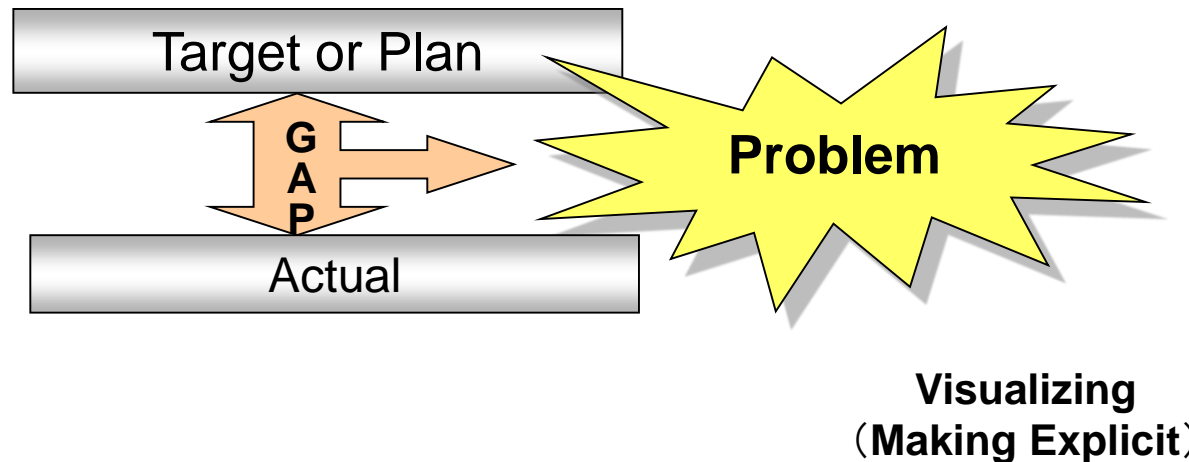 Target or Plan
G
A
P
Problem
Actual
Visualizing
（Making Explicit）